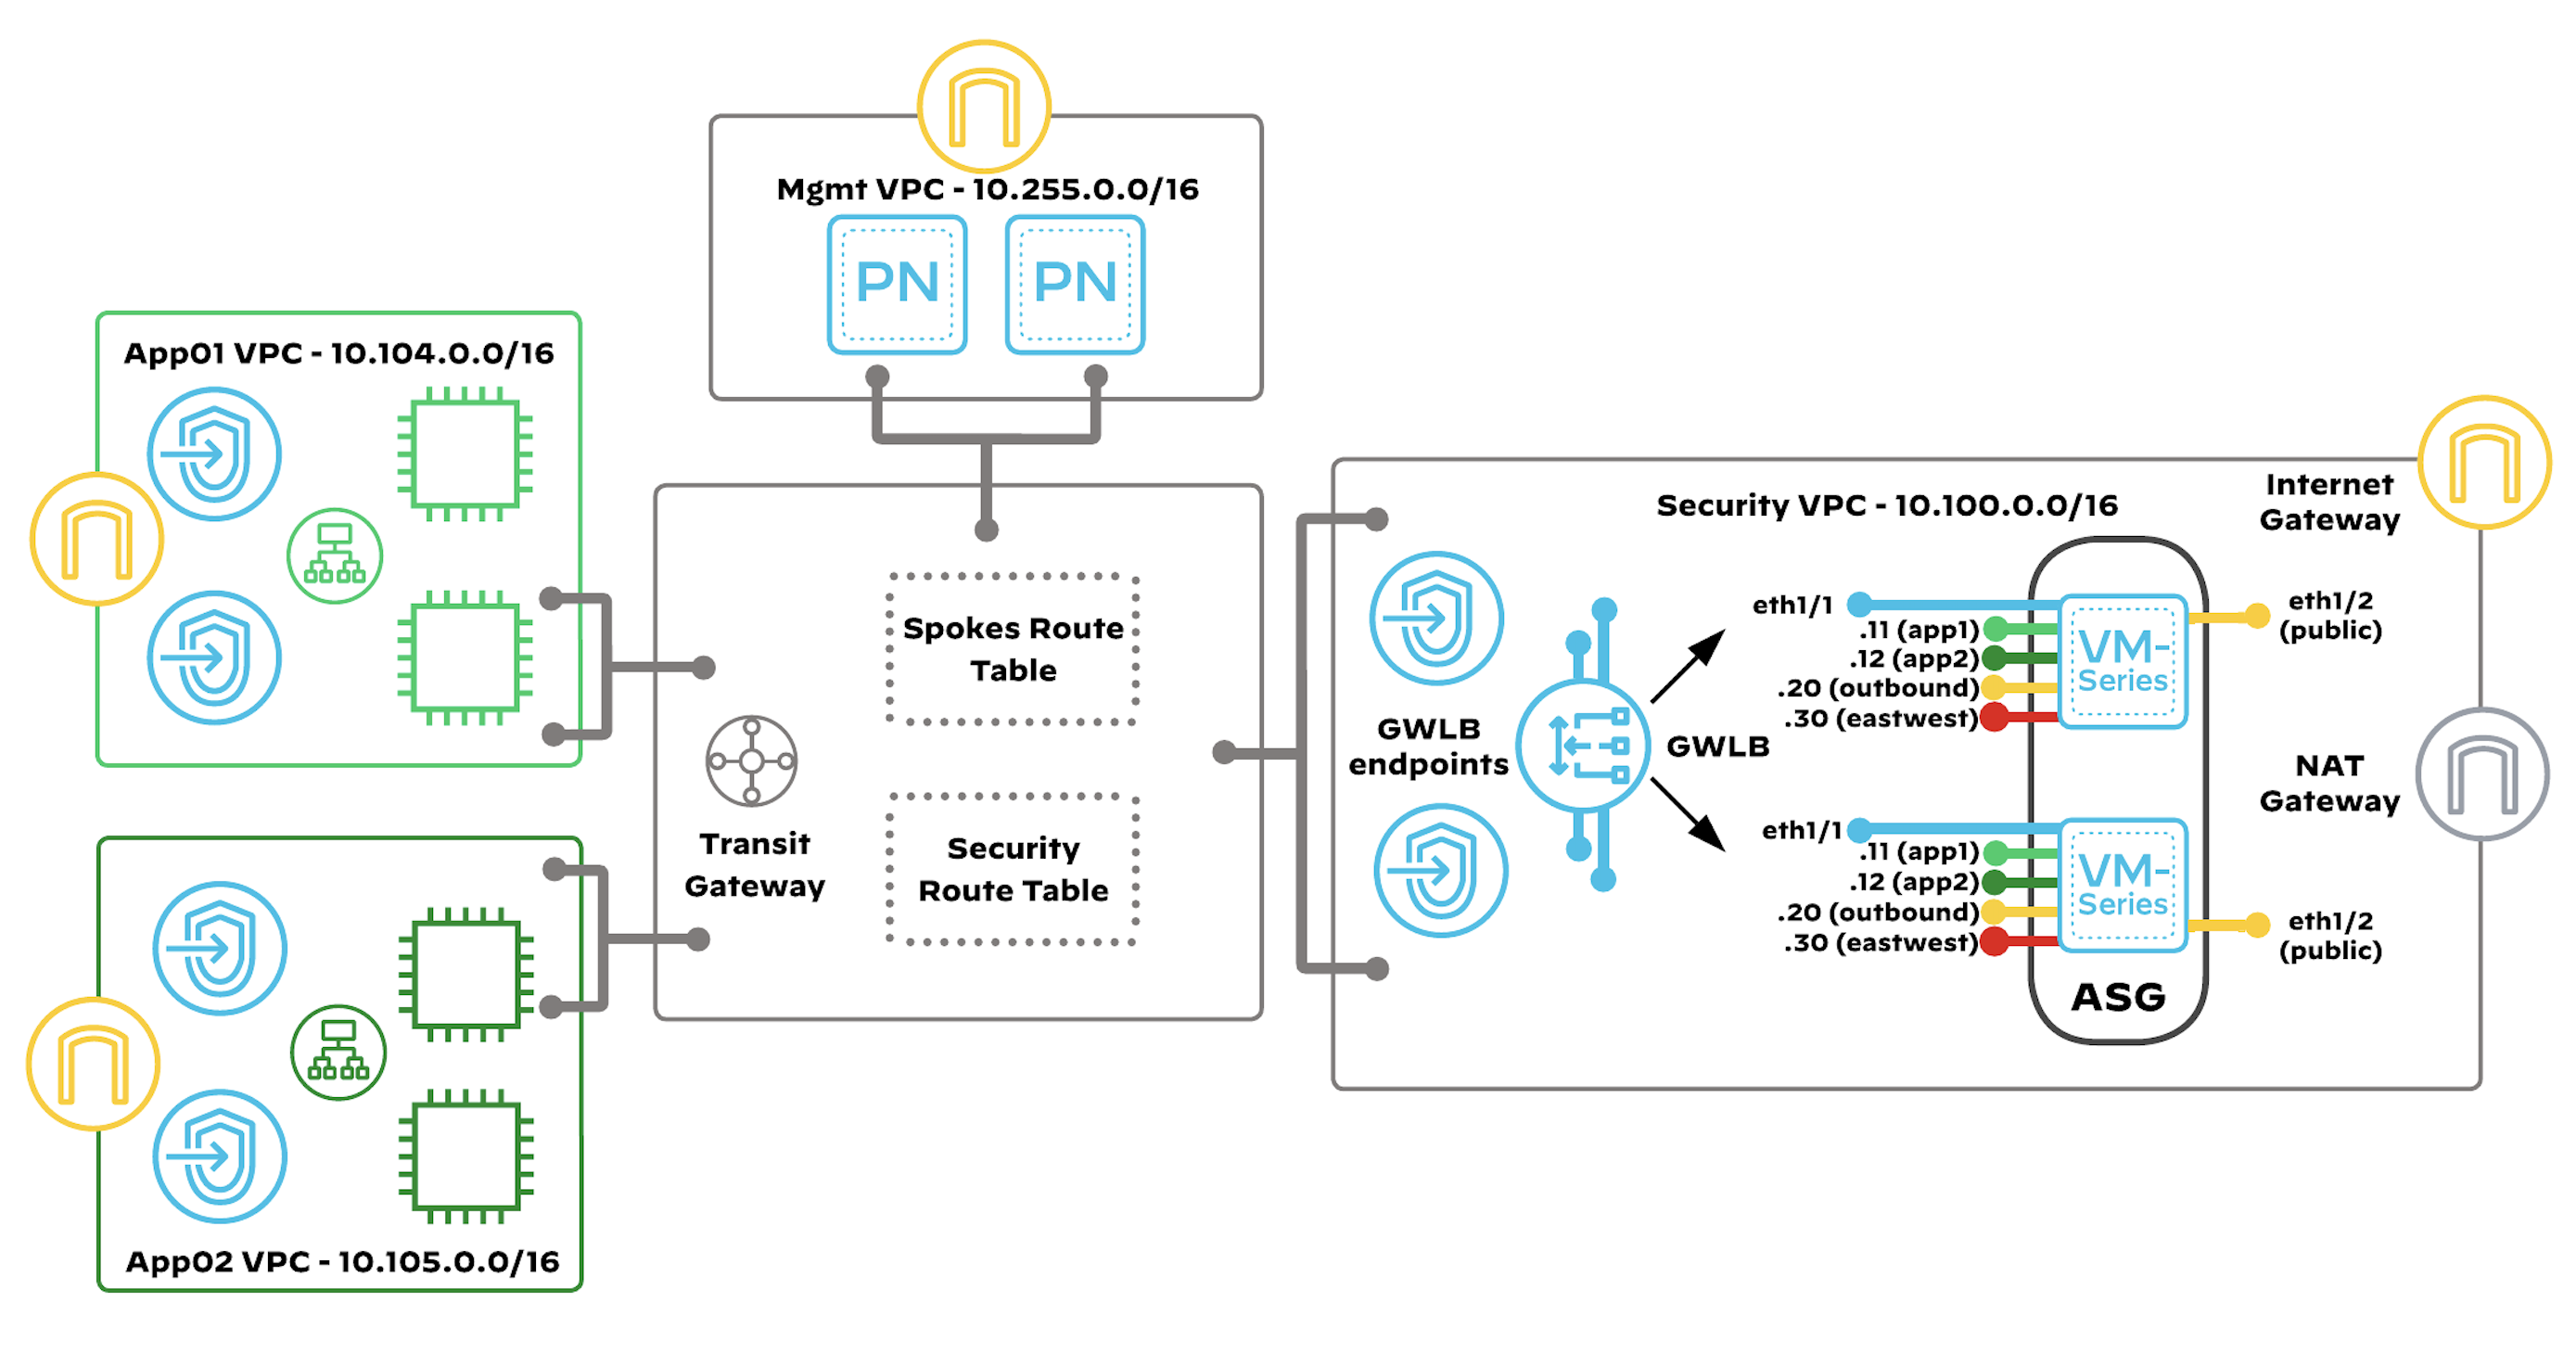 Mgmt VPC - 10.255.0.0/16
PN
PN
App01 VPC - 10.104.0.0/16
App02 VPC - 10.105.0.0/16
Transit
Gateway
Spokes Route
Table
Security
Route Table
Security VPC - 10.100.0.0/16
Internet
Gateway
GWLB
endpoints
GWLB
eth1/1
.11 (app1)
.12 (app2)
.20 (outbound)
.30 (eastwest)
VM-
Series
eth1/2
(public)
NAT
Gateway
eth1/1
.11 (app1)
.12 (app2)
.20 (outbound)
.30 (eastwest)
VM-
Series
eth1/2
(public)
ASG